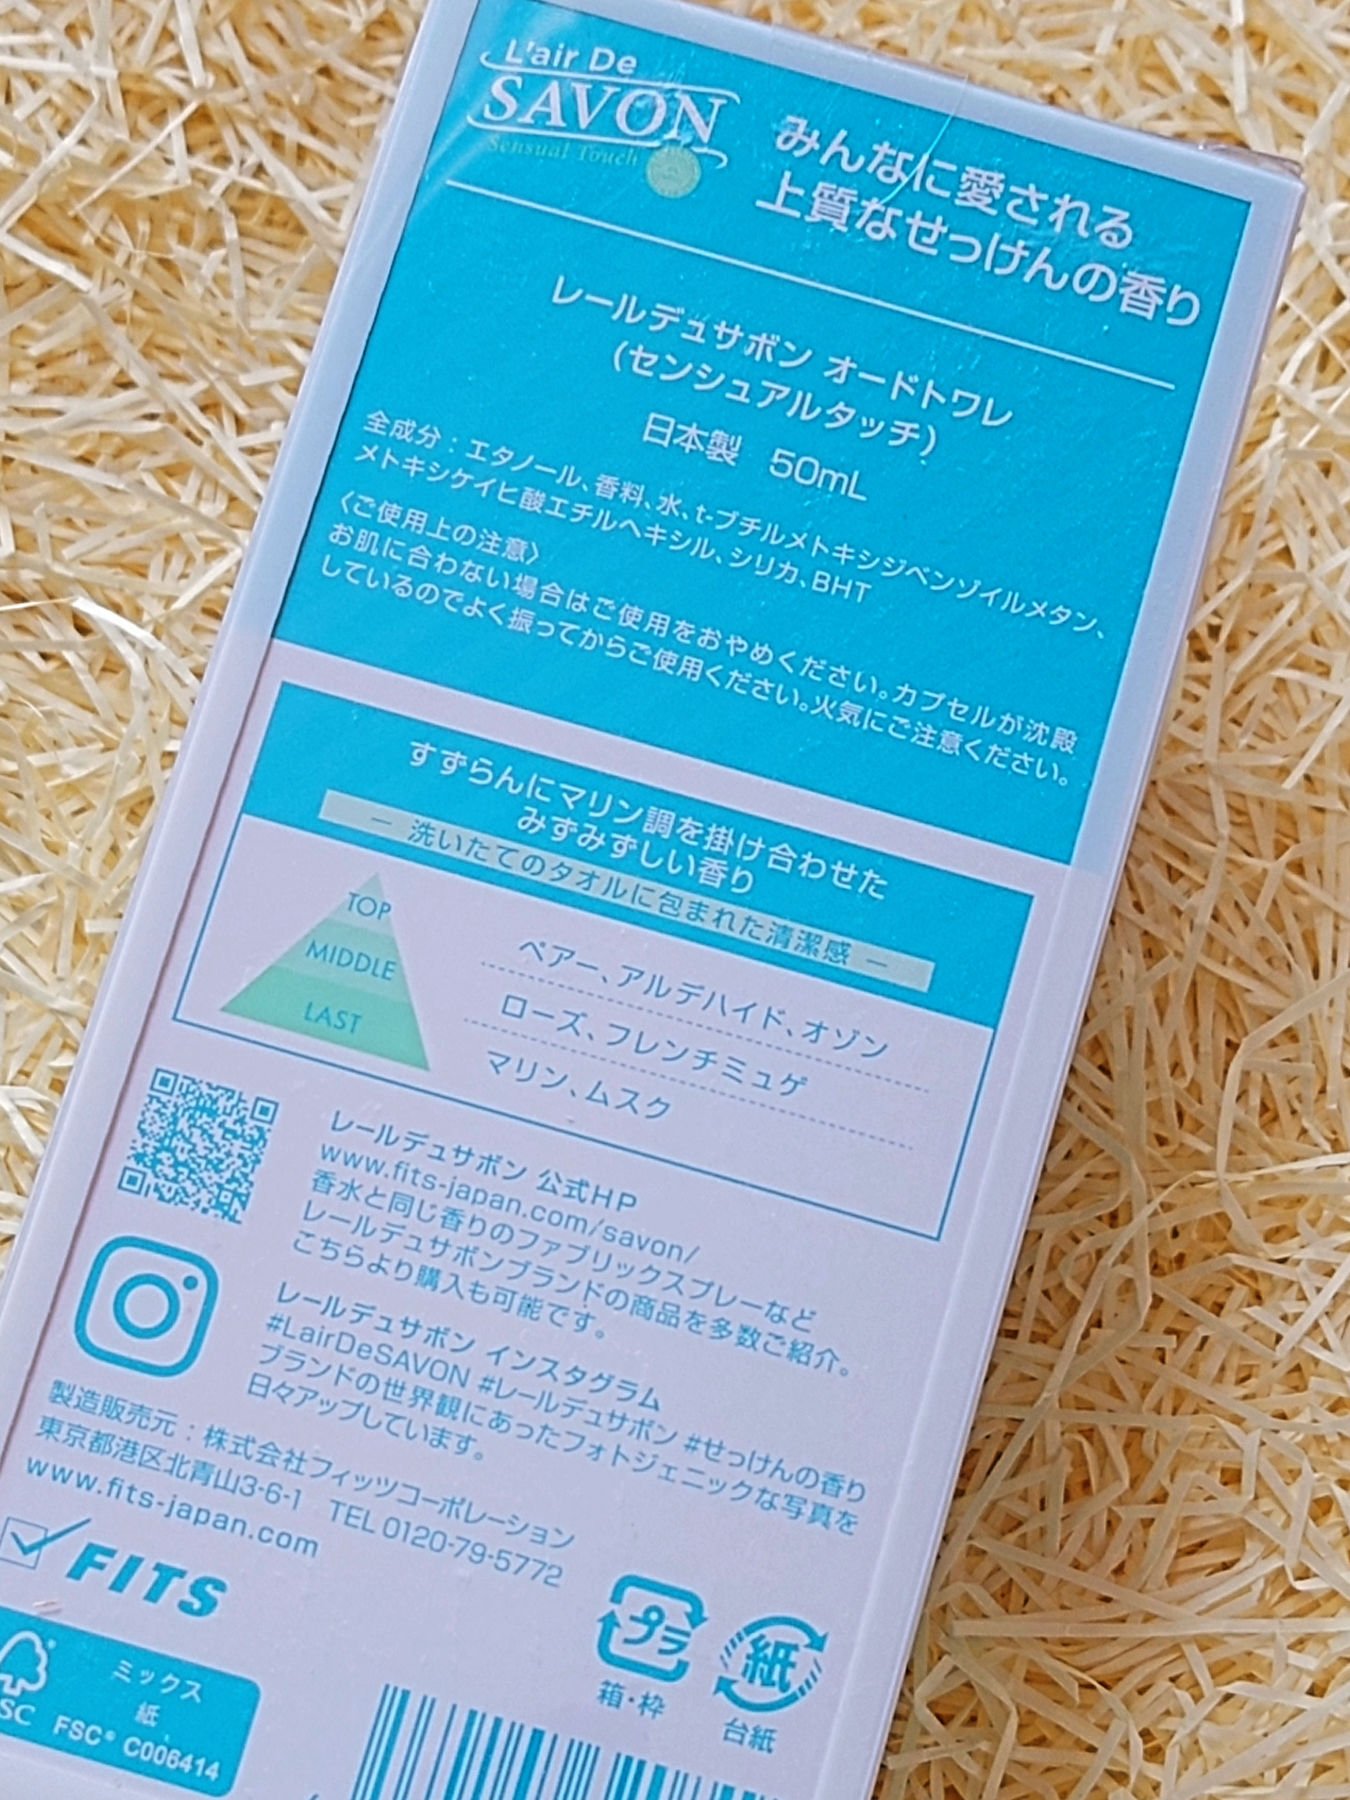 L'air De
SAVON
Sensual Touch
みんなに愛される
上質なせっけんの香り
レールデュサボン オードトワレ
(センシュアルタッチ)
日本製 50mL
全成分：エタノール、香料、水、t-ブチルメトキシジベンゾイルメタン、
メトキシケイヒ酸エチルヘキシル、シリカ、BHT
〈ご使用上の注意〉
お肌に合わない場合はご使用をおやめください。カプセルが沈殿
しているのでよく振ってからご使用ください。火気にご注意ください。
すずらんにマリン調を掛け合わせた
みずみずしい香り
― 洗いたてのタオルに包まれた清潔感 ―
TOP
ペアー、アルデハイド、オゾン
MIDDLE
ローズ、フレンチミュゲ
LAST
マリン、ムスク
レールデュサボン 公式HP
www.fits-japan.com/savon/
香水と同じ香りのファブリックスプレーなど
レールデュサボンブランドの商品を多数ご紹介。
こちらより購入も可能です。
レールデュサボン インスタグラム
#LairDeSAVON #レールデュサボン #せっけんの香り
ブランドの世界観にあったフォトジェニックな写真を
日々アップしています。
製造販売元：株式会社フィッツコーポレーション
東京都港区北青山3-6-1 TEL 0120-79-5772
www.fits-japan.com
FITS
プラ
箱・枠
紙
台紙
ミックス
紙
SC FSC® C006414